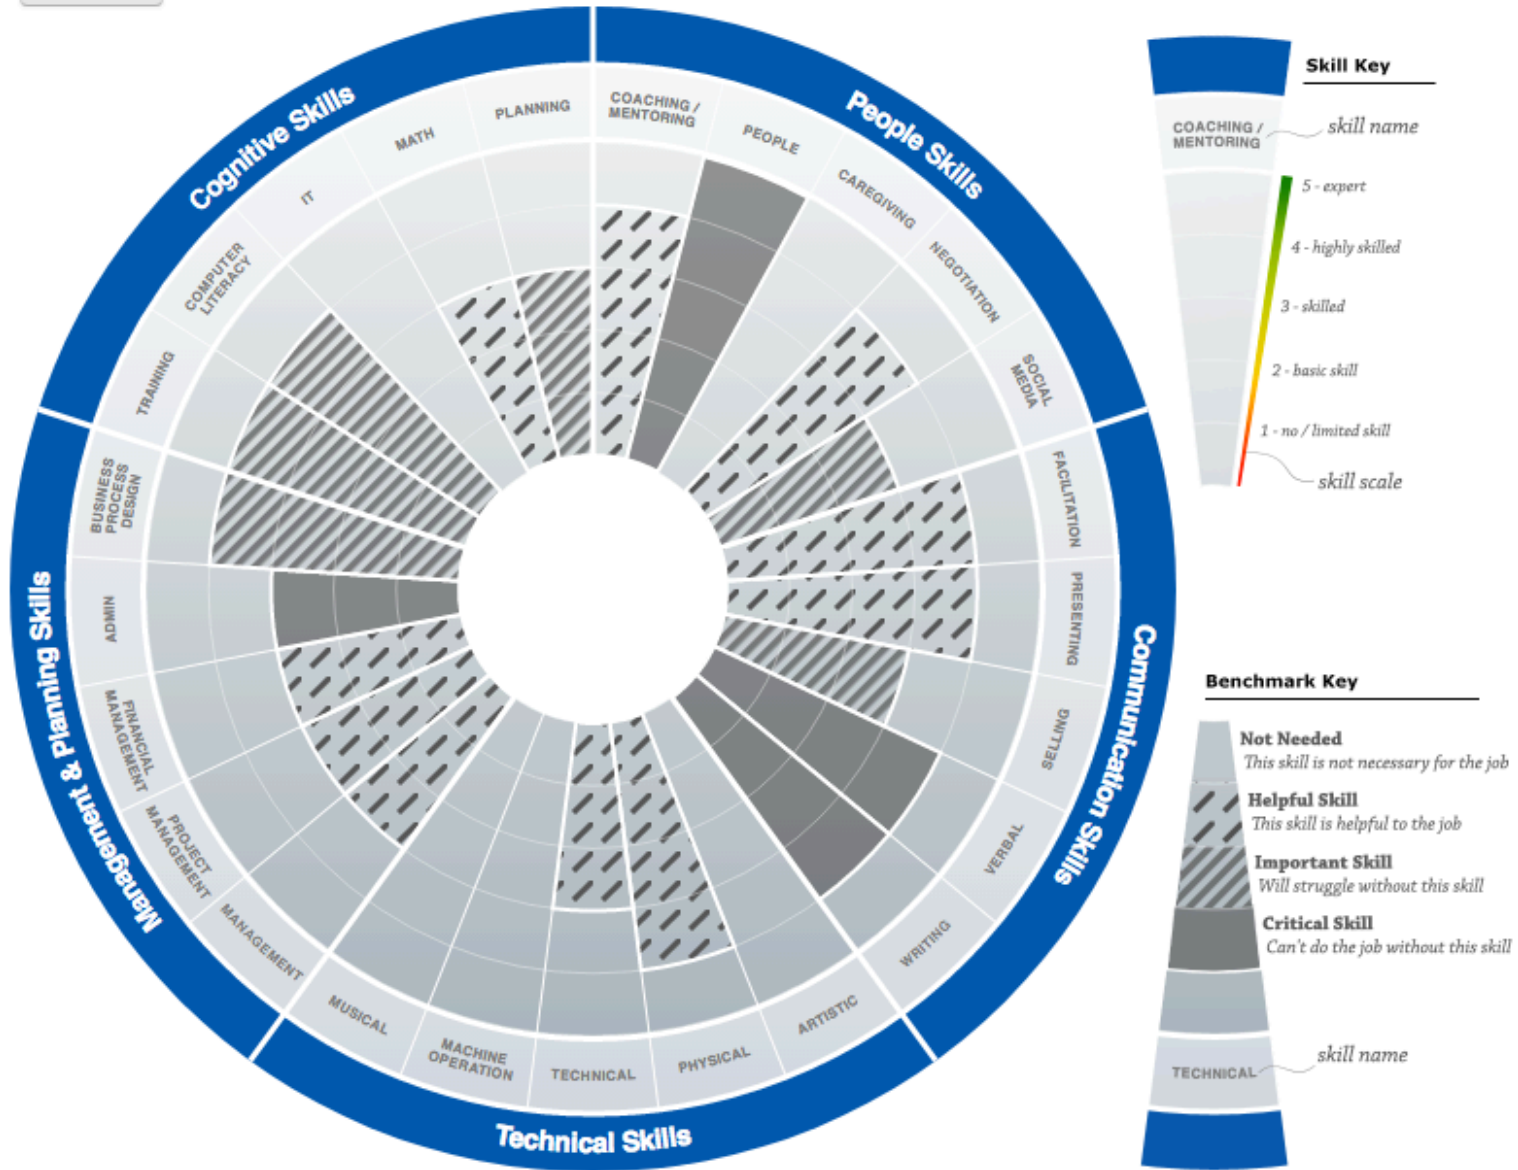 Cognitive Skills
People Skills
Communication Skills
Technical Skills
Management & Planning Skills
PLANNING
MATH
IT
COMPUTER
LITERACY
TRAINING
COACHING /
MENTORING
PEOPLE
CAREGIVING
NEGOTIATION
SOCIAL
MEDIA
FACILITATION
PRESENTING
SELLING
VERBAL
WRITING
ARTISTIC
PHYSICAL
TECHNICAL
MACHINE
OPERATION
MUSICAL
MANAGEMENT
PROJECT
MANAGEMENT
FINANCIAL
MANAGEMENT
ADMIN
BUSINESS
PROCESS
DESIGN
Skill Key
COACHING /
MENTORING
skill name
5 - expert
4 - highly skilled
3 - skilled
2 - basic skill
1 - no / limited skill
skill scale
Benchmark Key
Not Needed
This skill is not necessary for the job
Helpful Skill
This skill is helpful to the job
Important Skill
Will struggle without this skill
Critical Skill
Can't do the job without this skill
skill name
TECHNICAL